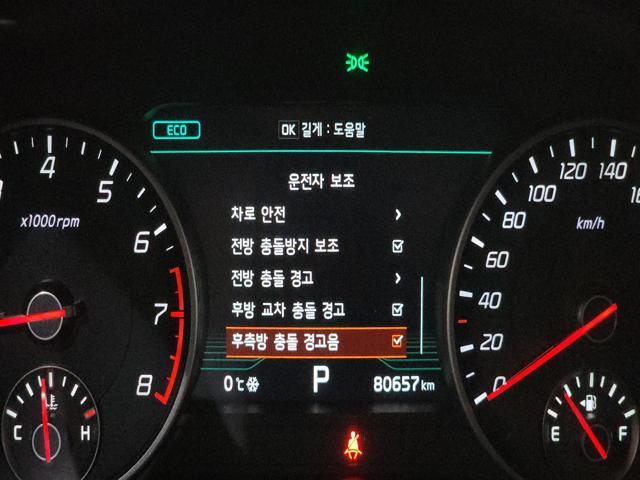 ECO
OK 길게 : 도움말
운전자 보조
차로 안전
전방 충돌방지 보조
전방 충돌 경고
후방 교차 충돌 경고
후측방 충돌 경고음
0℃
P
80657km
4
5
6
7
8
x1000rpm
C
H
0
20
40
60
80
100
120
140
km/h
E
F